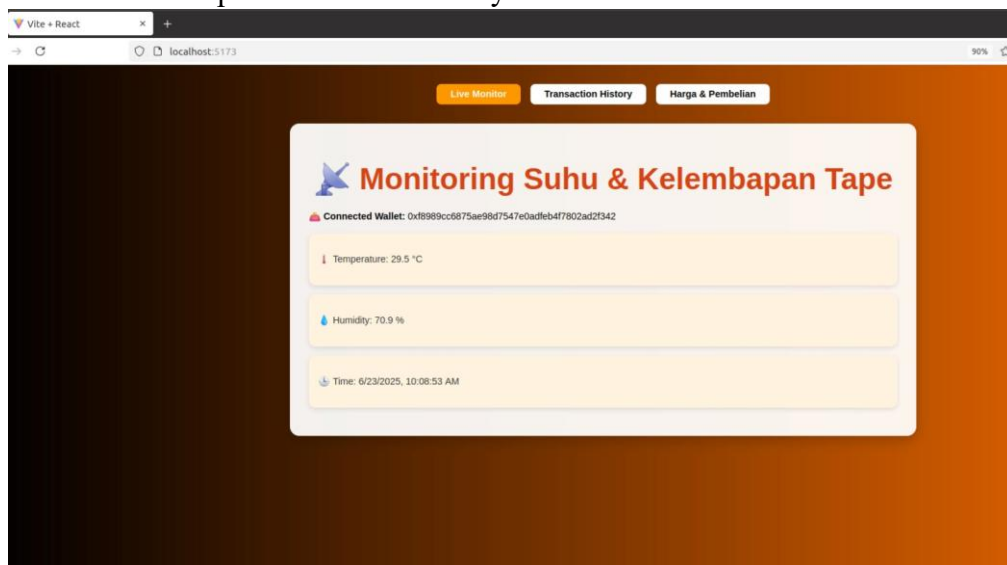 Vite + React
localhost:5173
90%
Live Monitor
Transaction History
Harga & Pembelian
Monitoring Suhu & Kelembapan Tape
Connected Wallet: 0xf8989cc6875ae98d7547e0adfeb4f7802ad2f342
Temperature: 29.5 °C
Humidity: 70.9 %
Time: 6/23/2025, 10:08:53 AM